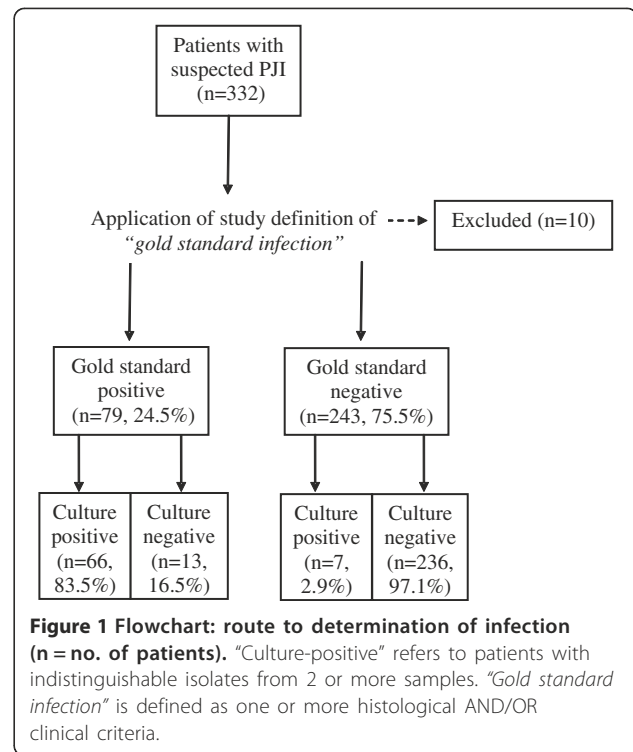 Patients with
suspected PJI
(n=332)
Application of study definition of
"gold standard infection"
Excluded (n=10)
Gold standard
positive
(n=79, 24.5%)
Gold standard
negative
(n=243, 75.5%)
Culture
positive
(n=66,
83.5%)
Culture
negative
(n=13,
16.5%)
Culture
positive
(n=7,
2.9%)
Culture
negative
(n=236,
97.1%)
Figure 1 Flowchart: route to determination of infection
(n = no. of patients). “Culture-positive” refers to patients with
indistinguishable isolates from 2 or more samples. “Gold standard
infection” is defined as one or more histological AND/OR
clinical criteria.